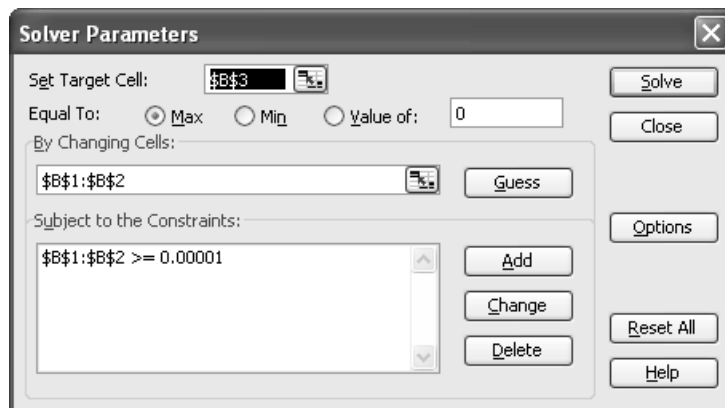 Solver Parameters
Set Target Cell: $B$3
Solve
Equal To: Max Min Value of: 0
Close
By Changing Cells:
$B$1:$B$2
Guess
Subject to the Constraints:
Options
$B$1:$B$2 >= 0.00001
Add
Change
Reset All
Delete
Help